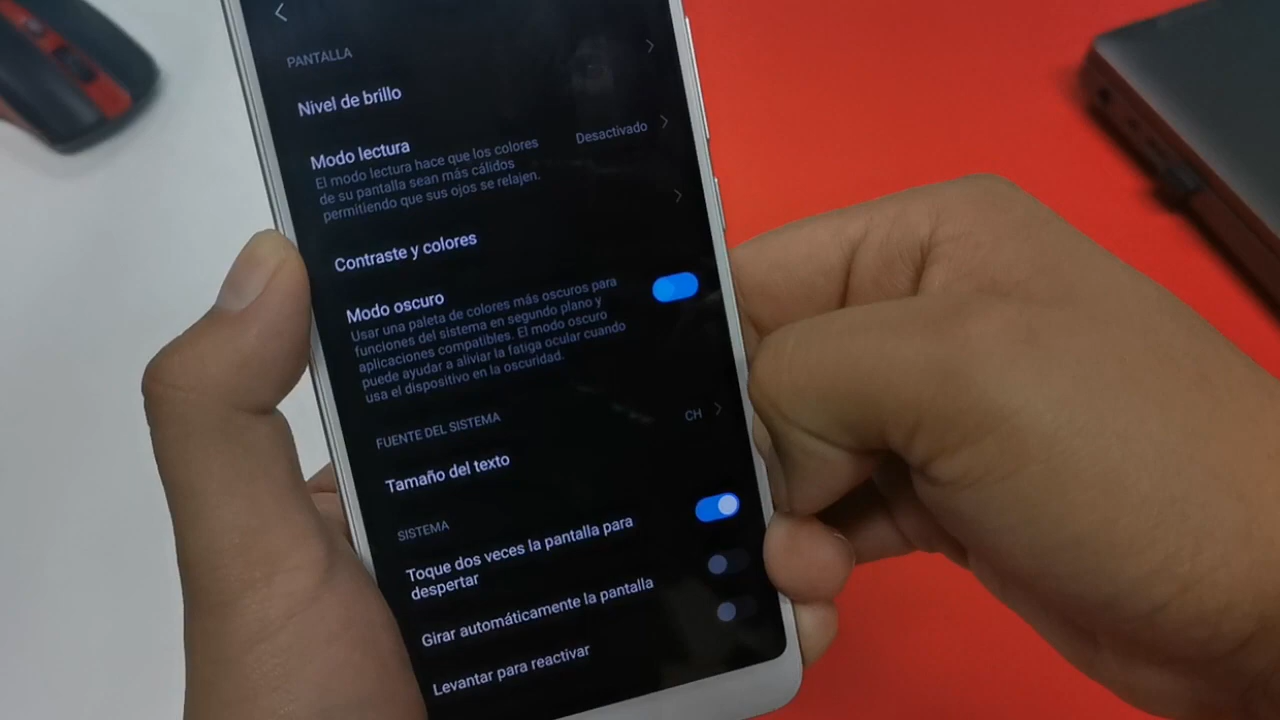 PANTALLA
Nivel de brillo
Modo lectura
El modo lectura hace que los colores
de su pantalla sean más cálidos
permitiendo que sus ojos se relajen.
Desactivado
Contraste y colores
Modo oscuro
Usar una paleta de colores más oscuros para
funciones del sistema en segundo plano y
aplicaciones compatibles. El modo oscuro
puede ayudar a aliviar la fatiga ocular cuando
usa el dispositivo en la oscuridad.
FUENTE DEL SISTEMA
Tamaño del texto
CH
SISTEMA
Toque dos veces la pantalla para
despertar
Girar automáticamente la pantalla
Levantar para reactivar